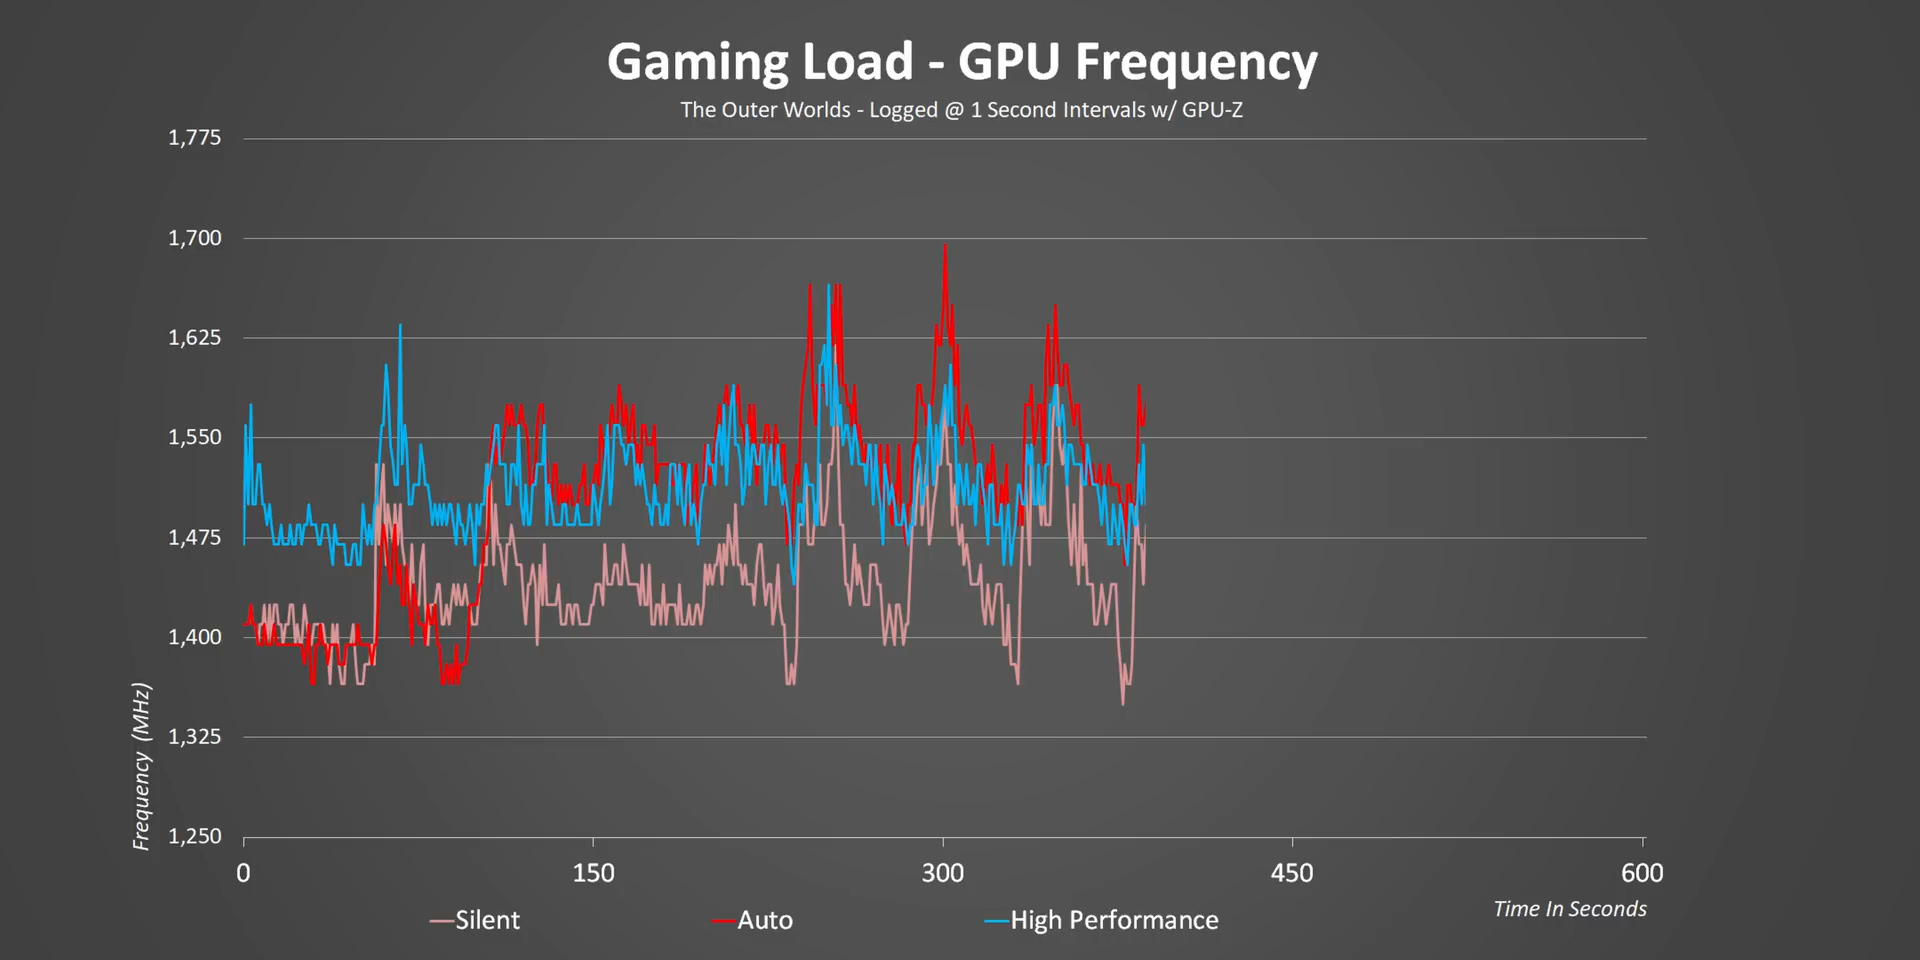 Gaming Load - GPU Frequency
The Outer Worlds - Logged @ 1 Second Intervals w/ GPU-Z
1,775
1,700
1,625
1,550
1,475
1,400
1,325
1,250
Frequency (MHz)
0 150 300 450 600
Time In Seconds
Silent Auto High Performance